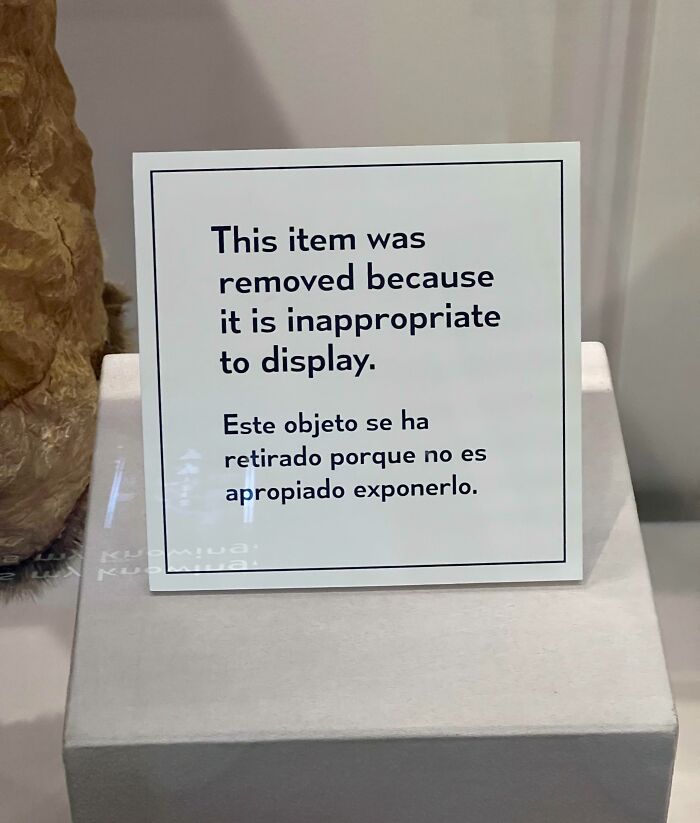 This item was
removed because
it is inappropriate
to display.
Este objeto se ha
retirado porque no es
apropiado exponerlo.